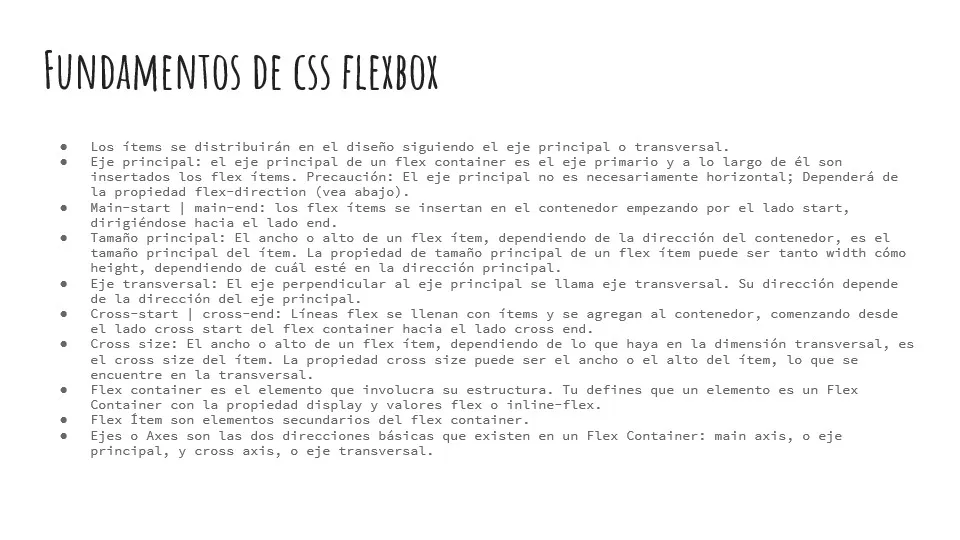 Fundamentos de css flexbox
● Los ítems se distribuirán en el diseño siguiendo el eje principal o transversal.
● Eje principal: el eje principal de un flex container es el eje primario y a lo largo de él son
insertados los flex ítems. Precaución: El eje principal no es necesariamente horizontal; Dependerá de
la propiedad flex-direction (vea abajo).
● Main-start | main-end: los flex ítems se insertan en el contenedor empezando por el lado start,
dirigiéndose hacia el lado end.
● Tamaño principal: El ancho o alto de un flex ítem, dependiendo de la dirección del contenedor, es el
tamaño principal del ítem. La propiedad de tamaño principal de un flex ítem puede ser tanto width cómo
height, dependiendo de cuál esté en la dirección principal.
● Eje transversal: El eje perpendicular al eje principal se llama eje transversal. Su dirección depende
de la dirección del eje principal.
● Cross-start | cross-end: Líneas flex se llenan con ítems y se agregan al contenedor, comenzando desde
el lado cross start del flex container hacia el lado cross end.
● Cross size: El ancho o alto de un flex ítem, dependiendo de lo que haya en la dimensión transversal, es
el cross size del ítem. La propiedad cross size puede ser el ancho o el alto del ítem, lo que se
encuentre en la transversal.
● Flex container es el elemento que involucra su estructura. Tu defines que un elemento es un Flex
Container con la propiedad display y valores flex o inline-flex.
● Flex Ítem son elementos secundarios del flex container.
● Ejes o Axes son las dos direcciones básicas que existen en un Flex Container: main axis, o eje
principal, y cross axis, o eje transversal.